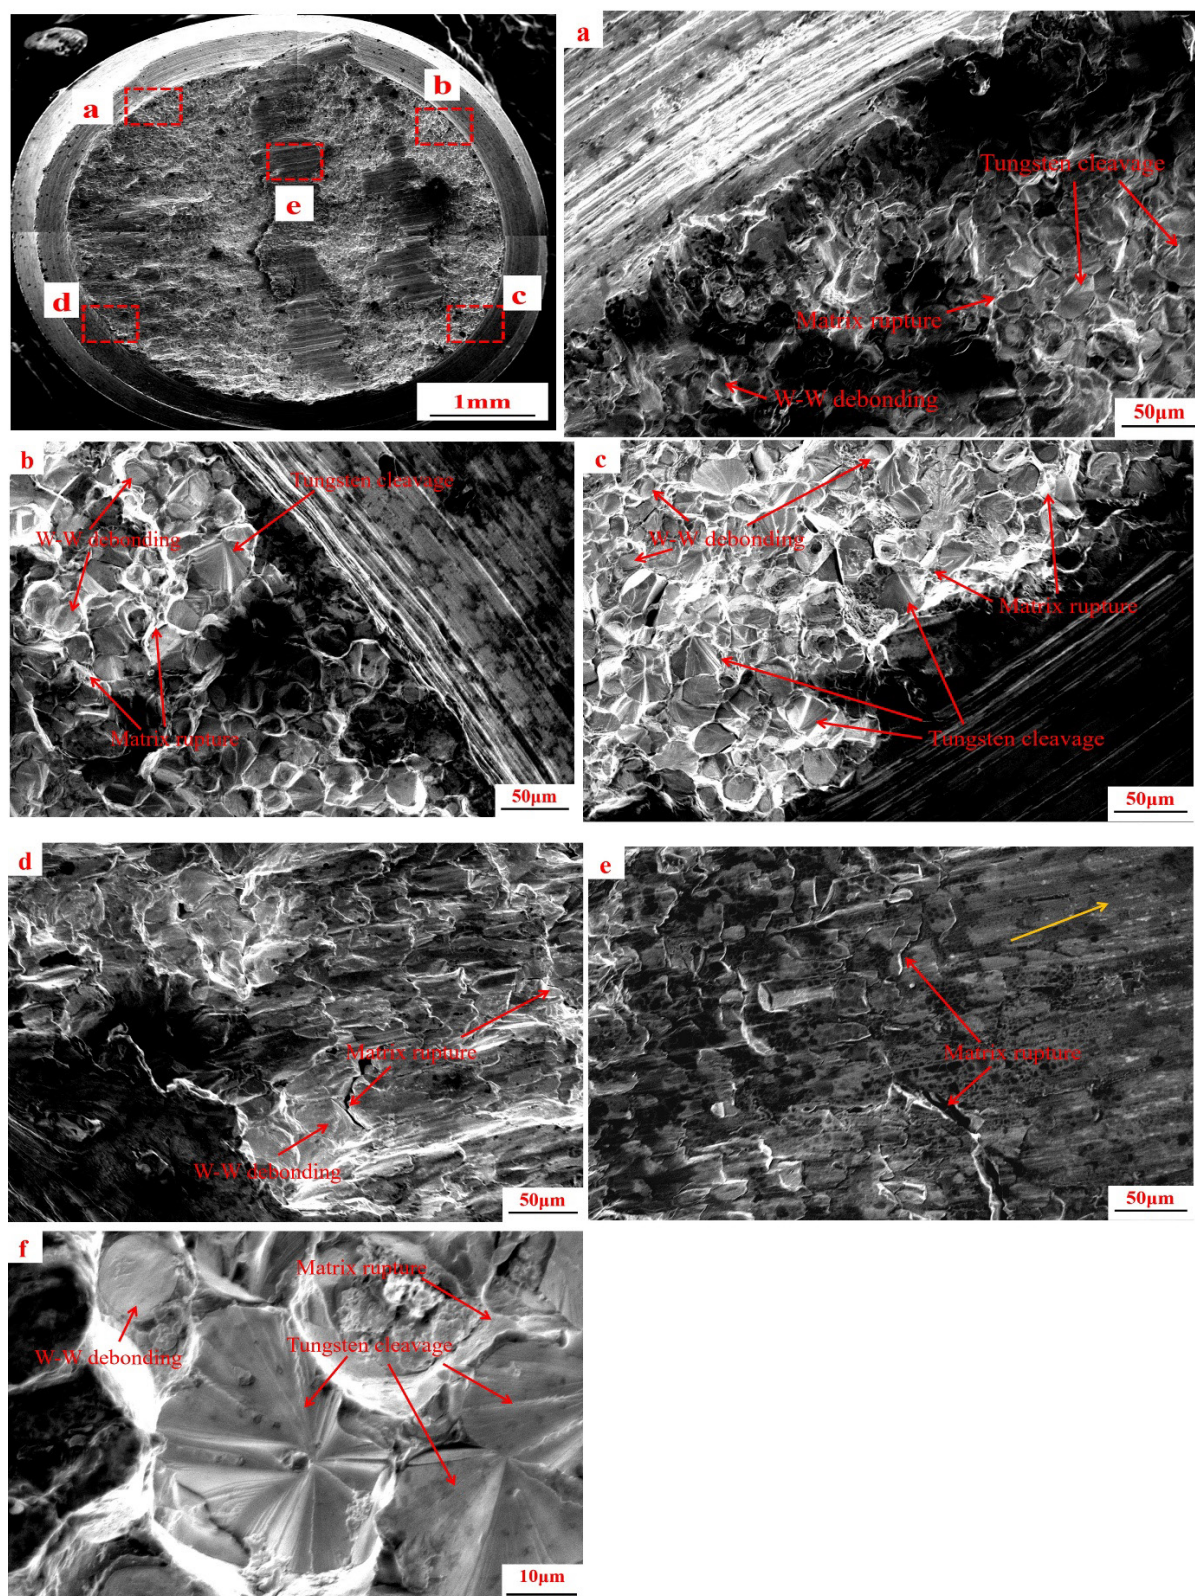 a
b
e
d
c
1mm
a
Tungsten cleavage
Matrix rupture
W-W debonding
50μm
b
Tungsten cleavage
W-W debonding
Matrix rupture
50μm
c
W-W debonding
Matrix rupture
Tungsten cleavage
50μm
d
Matrix rupture
W-W debonding
50μm
e
Matrix rupture
50μm
f
Matrix rupture
Tungsten cleavage
W-W debonding
10μm